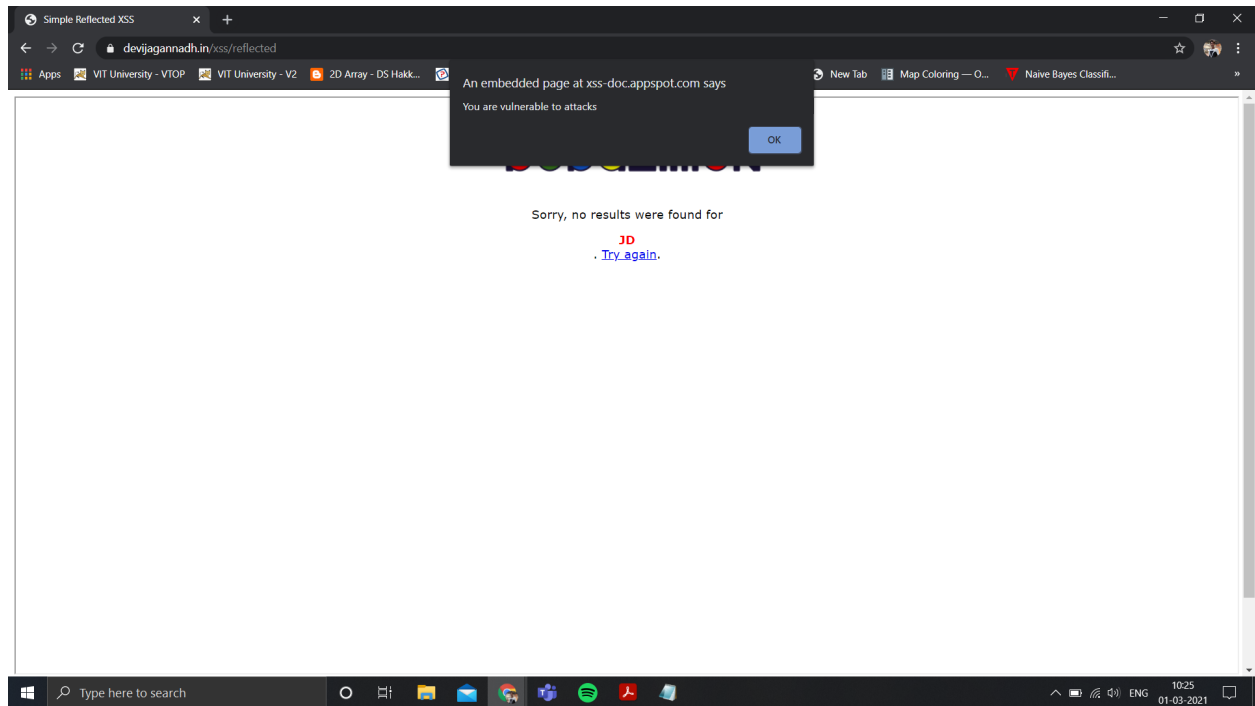 Simple Reflected XSS
devijagannadh.in/xss/reflected
Apps VIT University - VTOP VIT University - V2 2D Array - DS Hakk... New Tab Map Coloring — O... Naive Bayes Classifi... »
An embedded page at xss-doc.appspot.com says
You are vulnerable to attacks
OK
Sorry, no results were found for
JD
. Try again.
Type here to search
ENG
10:25
01-03-2021